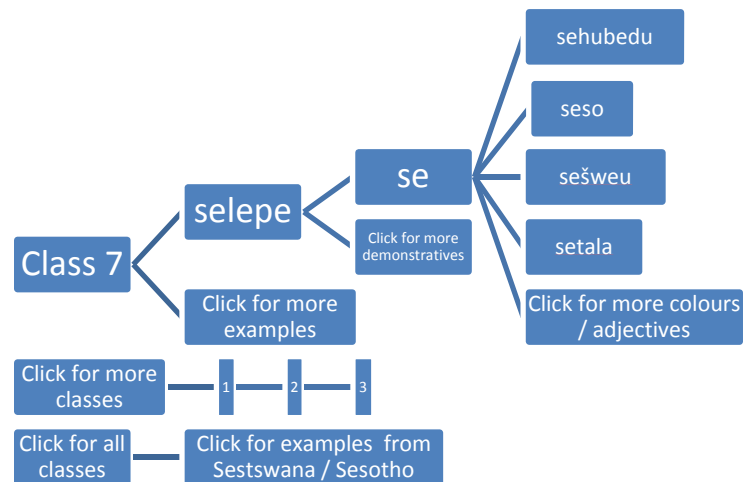 Class 7
selepe
Click for more
examples
se
Click for more
demonstratives
sehubedu
seso
sešweu
setala
Click for more colours
/ adjectives
Click for more
classes
1
2
3
Click for all
classes
Click for examples from
Sestswana / Sesotho